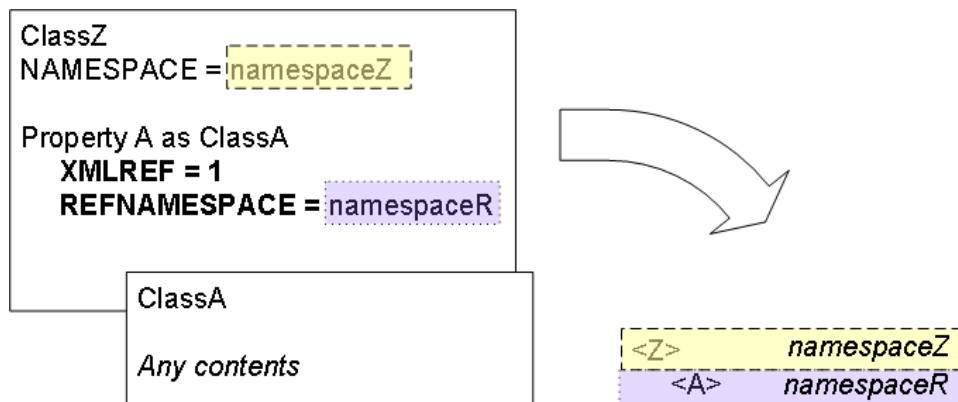 ClassZ
NAMESPACE = namespaceZ
Property A as ClassA
XMLREF = 1
REFNAMESPACE = namespaceR
ClassA
Any contents
<Z> namespaceZ
<A> namespaceR